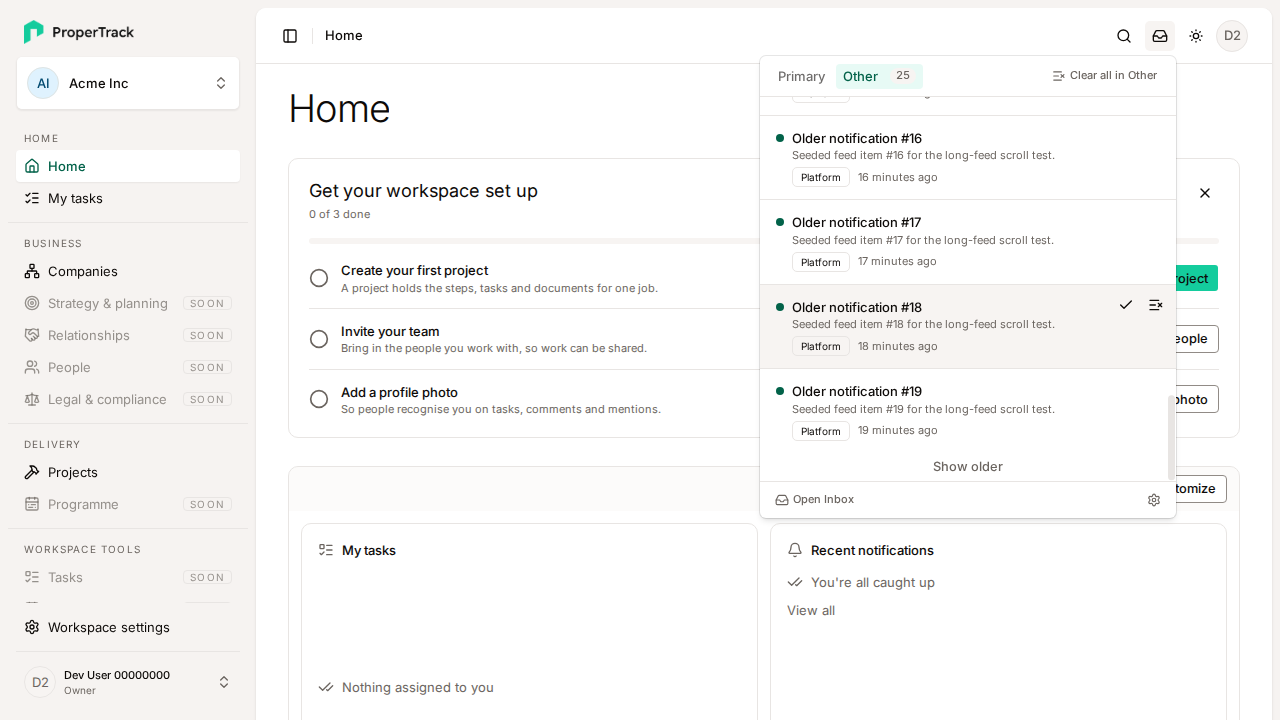 ProperTrack
AI
Acme Inc
HOME
Home
My tasks
BUSINESS
Companies
Strategy & planning SOON
Relationships SOON
People SOON
Legal & compliance SOON
DELIVERY
Projects
Programme SOON
WORKSPACE TOOLS
Tasks SOON
Workspace settings
D2
Dev User 00000000
Owner
Home
D2
Home
Get your workspace set up
0 of 3 done
Create your first project
A project holds the steps, tasks and documents for one job.
roject
Invite your team
Bring in the people you work with, so work can be shared.
eople
Add a profile photo
So people recognise you on tasks, comments and mentions.
photo
tomize
My tasks
Nothing assigned to you
Recent notifications
You're all caught up
View all
Primary
Other 25
Clear all in Other
Older notification #16
Seeded feed item #16 for the long-feed scroll test.
Platform 16 minutes ago
Older notification #17
Seeded feed item #17 for the long-feed scroll test.
Platform 17 minutes ago
Older notification #18
Seeded feed item #18 for the long-feed scroll test.
Platform 18 minutes ago
Older notification #19
Seeded feed item #19 for the long-feed scroll test.
Platform 19 minutes ago
Show older
Open Inbox